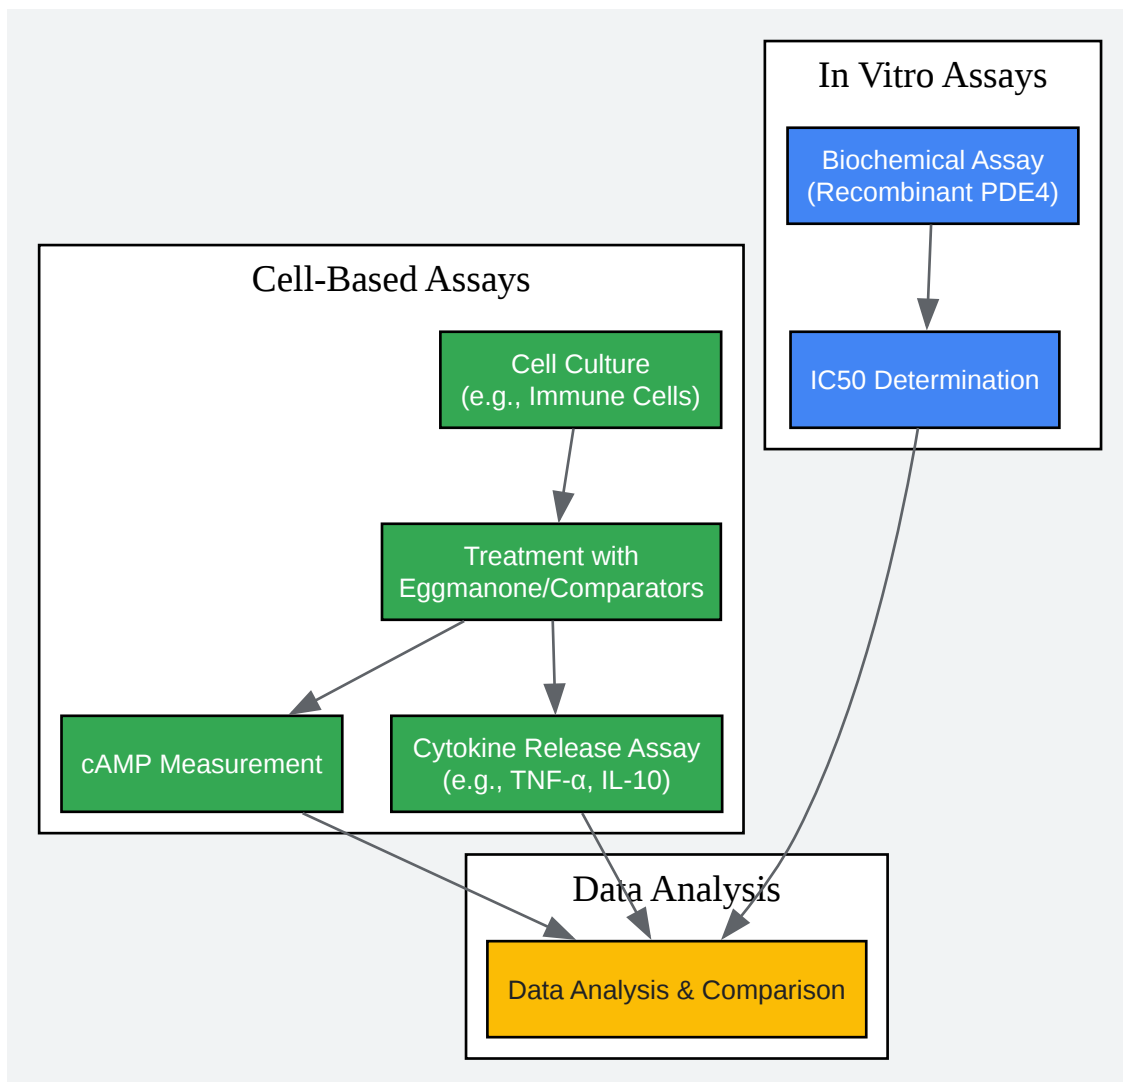 In Vitro Assays
Biochemical Assay
(Recombinant PDE4)
IC50 Determination
Cell-Based Assays
Cell Culture
(e.g., Immune Cells)
Treatment with
Eggmanone/Comparators
cAMP Measurement
Cytokine Release Assay
(e.g., TNF-α, IL-10)
Data Analysis
Data Analysis & Comparison